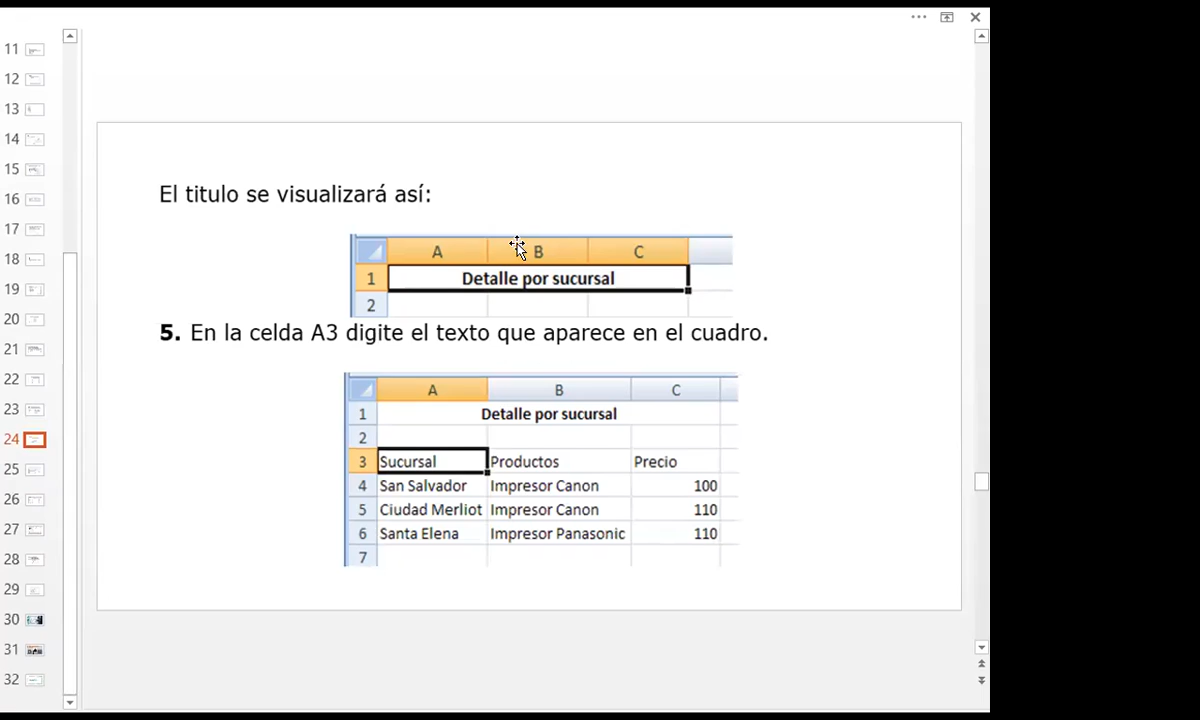 11
12
13
14
15
16
17
18
19
20
21
22
23
24
25
26
27
28
29
30
31
32
El titulo se visualizará así:
A B C
1 Detalle por sucursal
2
5. En la celda A3 digite el texto que aparece en el cuadro.
A B C
1 Detalle por sucursal
2
3 Sucursal Productos Precio
4 San Salvador Impresor Canon 100
5 Ciudad Merliot Impresor Canon 110
6 Santa Elena Impresor Panasonic 110
7